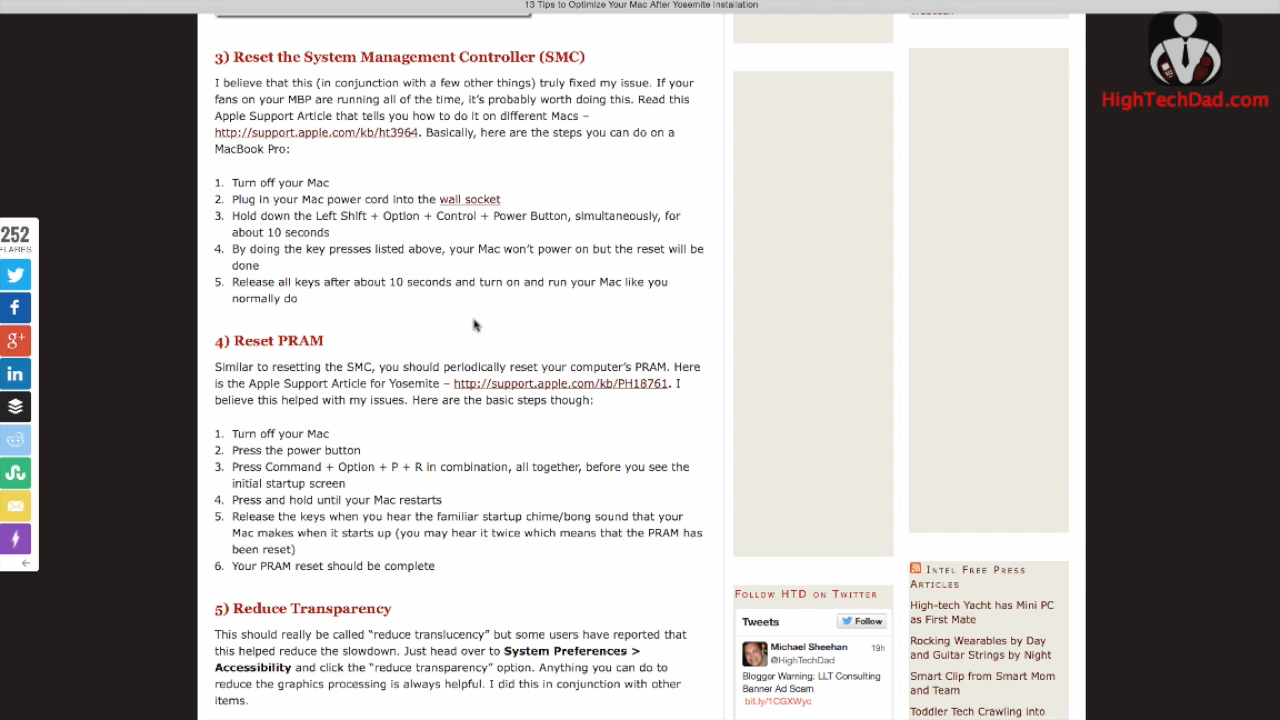 13 Tips to Optimize Your Mac After Yosemite Installation
HighTechDad.com
3) Reset the System Management Controller (SMC)
I believe that this (in conjunction with a few other things) truly fixed my issue. If your
fans on your MBP are running all of the time, it's probably worth doing this. Read this
Apple Support Article that tells you how to do it on different Macs –
http://support.apple.com/kb/ht3964. Basically, here are the steps you can do on a
MacBook Pro:
1. Turn off your Mac
2. Plug in your Mac power cord into the wall socket
3. Hold down the Left Shift + Option + Control + Power Button, simultaneously, for
about 10 seconds
4. By doing the key presses listed above, your Mac won't power on but the reset will be
done
5. Release all keys after about 10 seconds and turn on and run your Mac like you
normally do
252
FLARES
4) Reset PRAM
Similar to resetting the SMC, you should periodically reset your computer's PRAM. Here
is the Apple Support Article for Yosemite – http://support.apple.com/kb/PH18761. I
believe this helped with my issues. Here are the basic steps though:
1. Turn off your Mac
2. Press the power button
3. Press Command + Option + P + R in combination, all together, before you see the
initial startup screen
4. Press and hold until your Mac restarts
5. Release the keys when you hear the familiar startup chime/bong sound that your
Mac makes when it starts up (you may hear it twice which means that the PRAM has
been reset)
6. Your PRAM reset should be complete
5) Reduce Transparency
This should really be called “reduce translucency” but some users have reported that
this helped reduce the slowdown. Just head over to System Preferences >
Accessibility and click the “reduce transparency” option. Anything you can do to
reduce the graphics processing is always helpful. I did this in conjunction with other
items.
Follow HTD on Twitter
Tweets
Follow
Michael Sheehan 19h
@HighTechDad
Blogger Warning: LLT Consulting
Banner Ad Scam
bit.ly/1CGXWyc
Intel Free Press
Articles
High-tech Yacht has Mini PC
as First Mate
Rocking Wearables by Day
and Guitar Strings by Night
Smart Clip from Smart Mom
and Team
Toddler Tech Crawling into